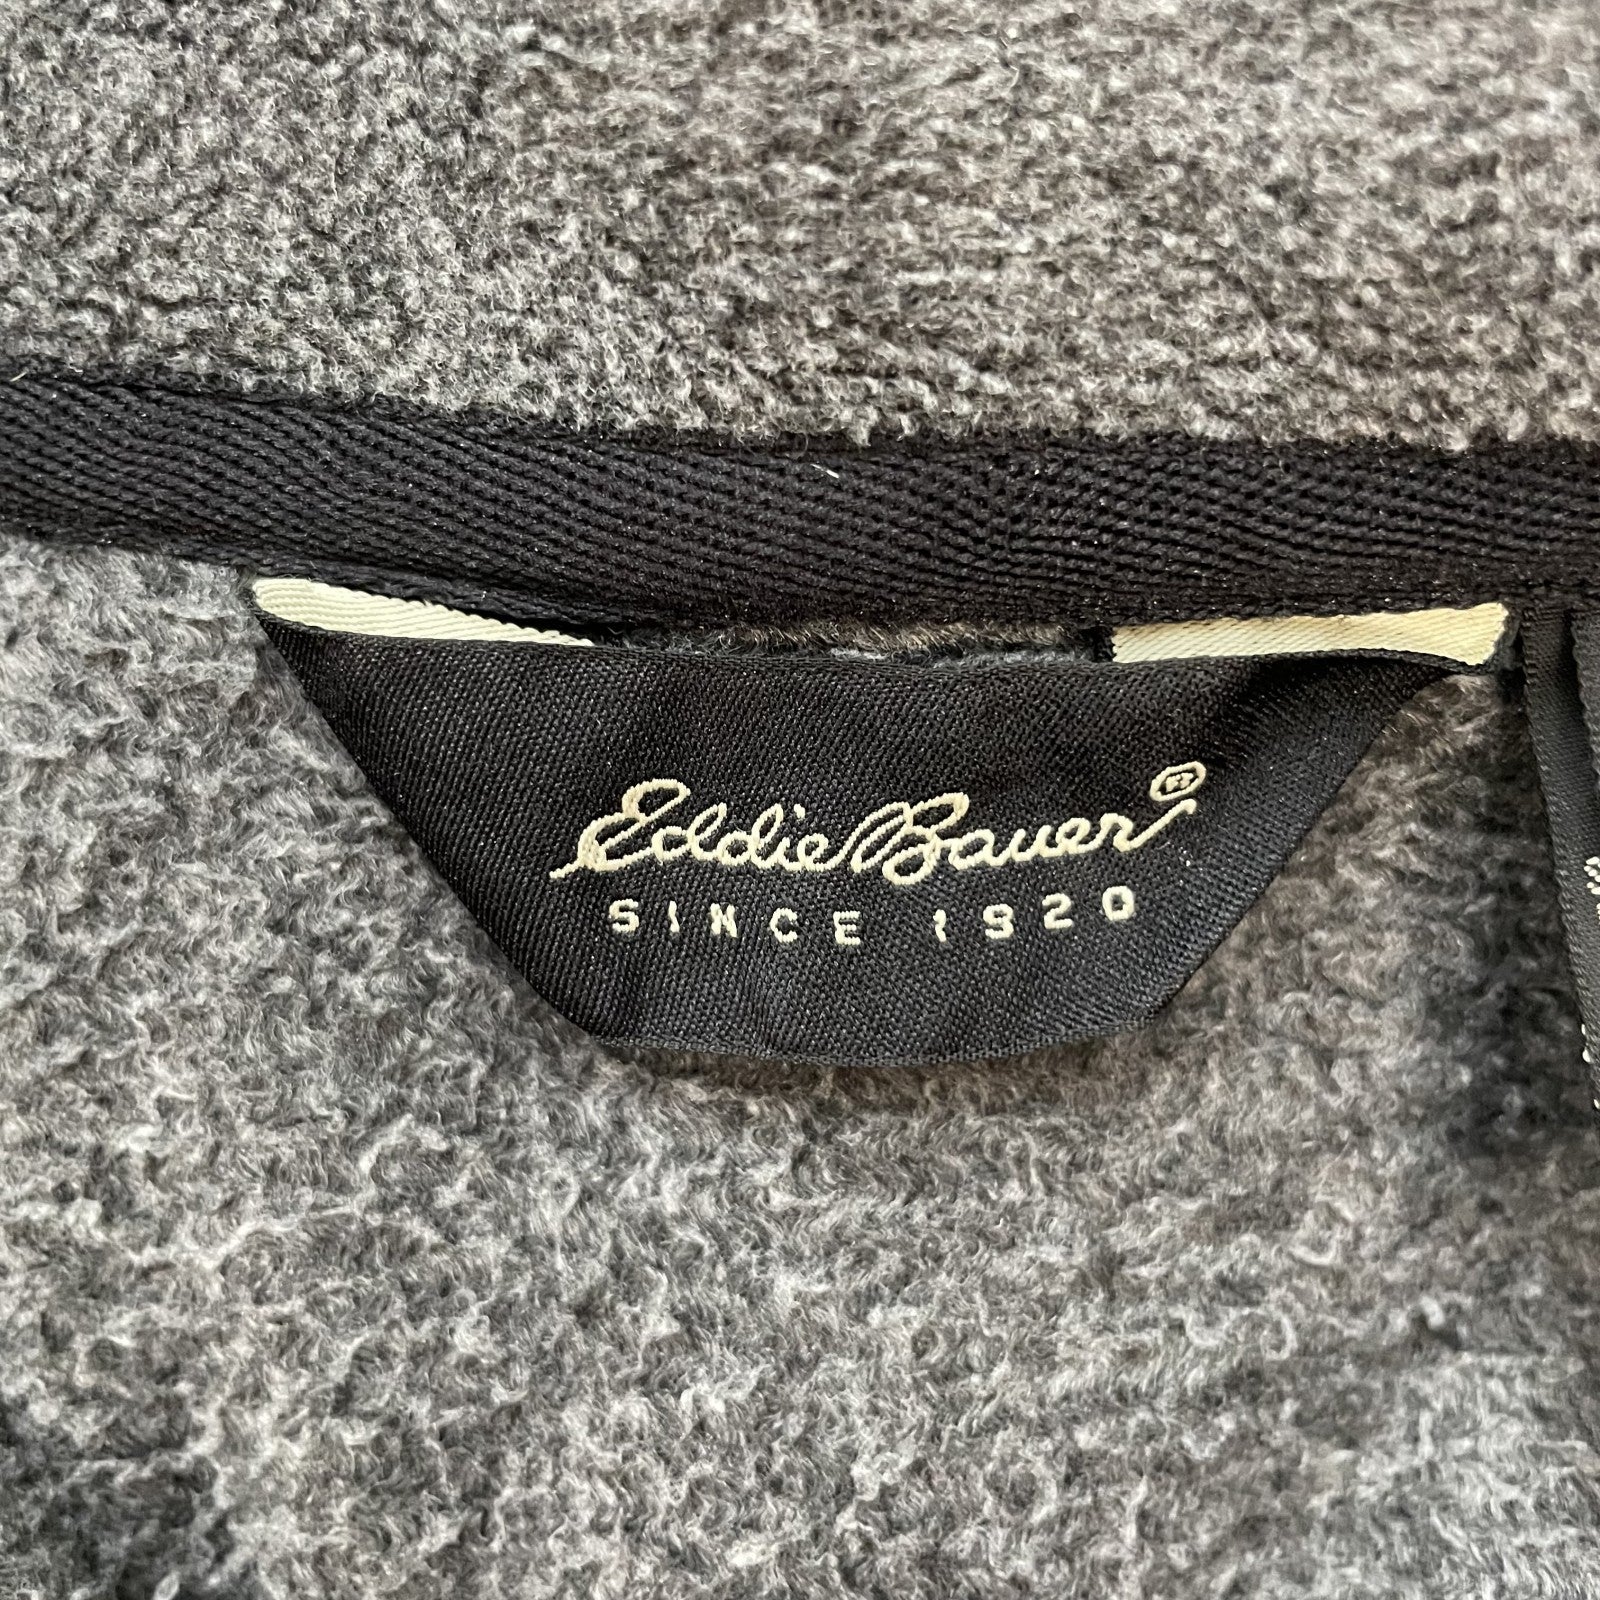 Eddie Bauer®
SINCE 1920